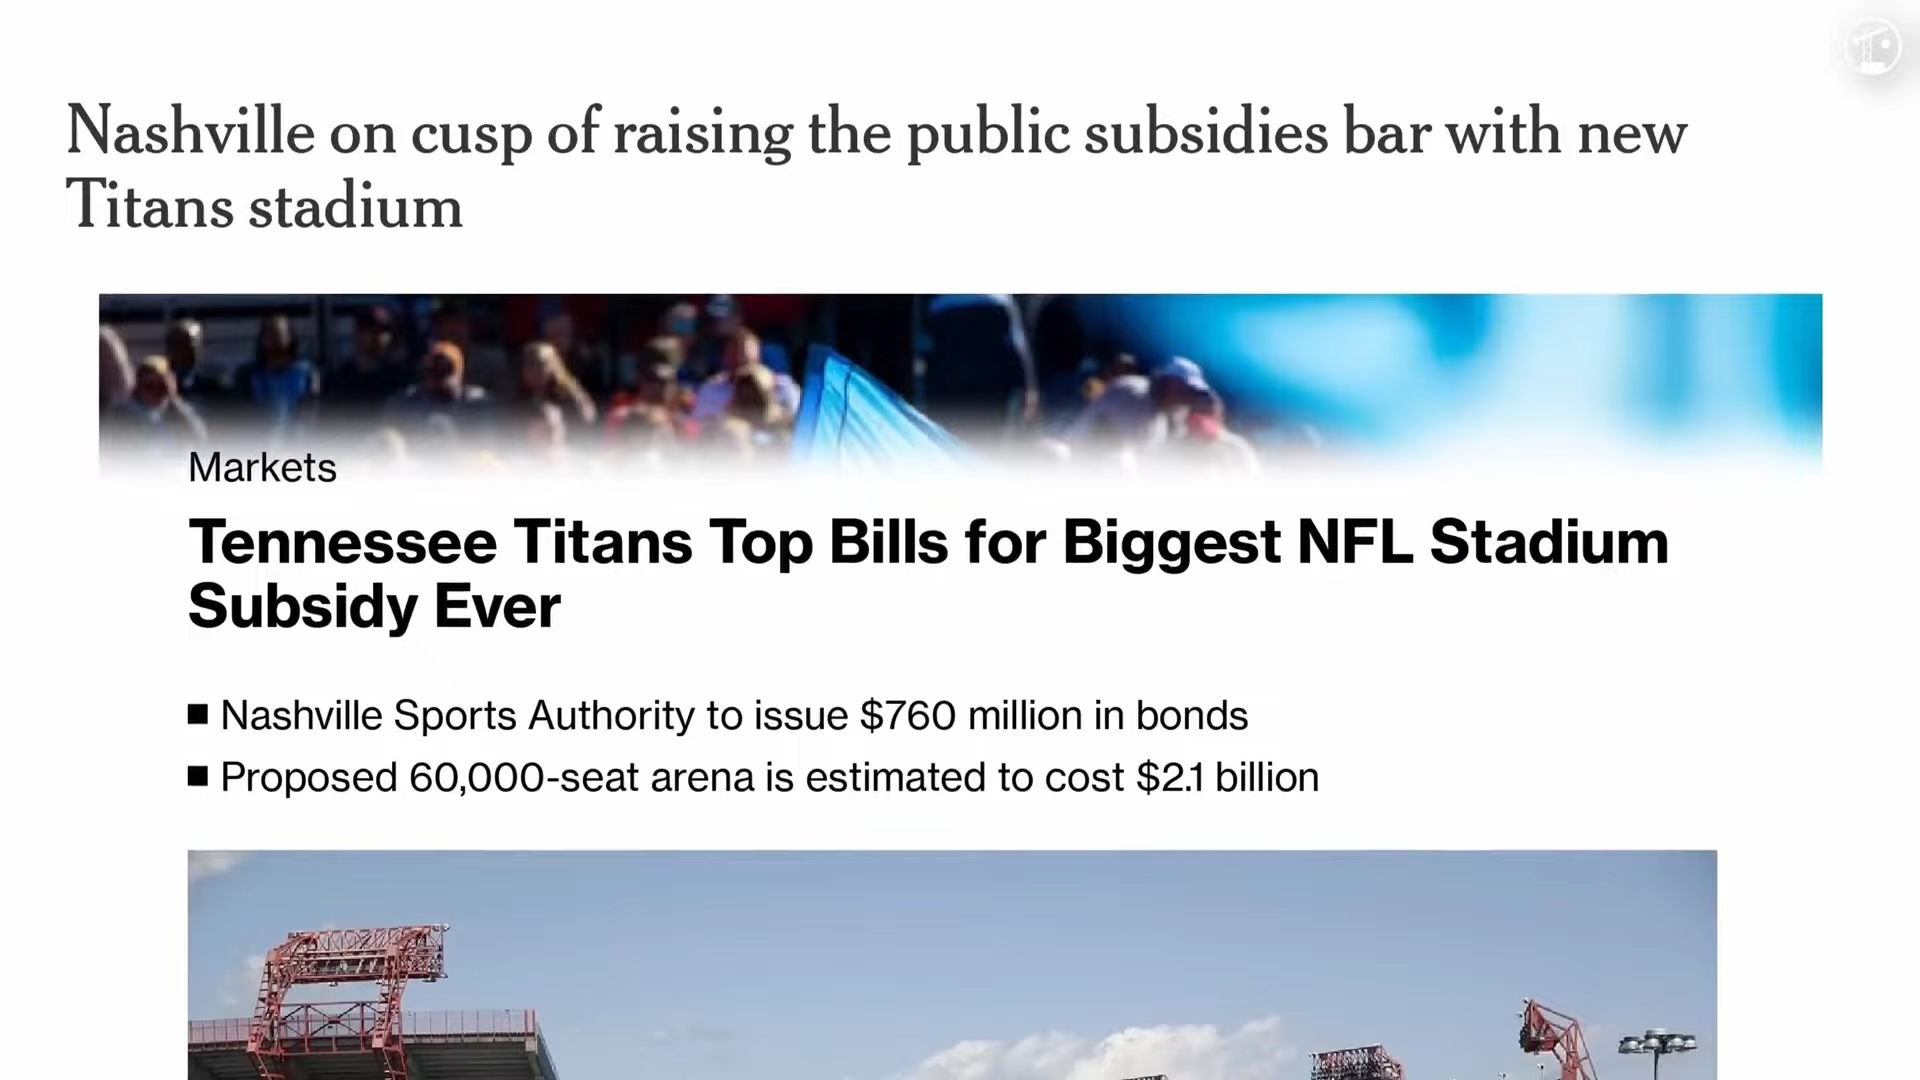 Nashville on cusp of raising the public subsidies bar with new
Titans stadium
Markets
Tennessee Titans Top Bills for Biggest NFL Stadium
Subsidy Ever
■ Nashville Sports Authority to issue $760 million in bonds
■ Proposed 60,000-seat arena is estimated to cost $2.1 billion